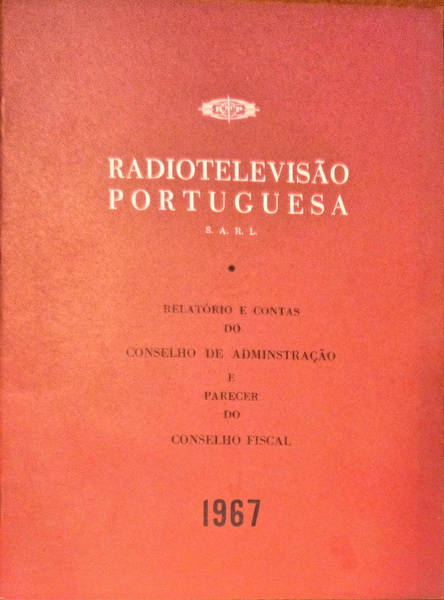 RTP
RADIOTELEVISÃO
PORTUGUESA
S. A. R. L.
RELATÓRIO E CONTAS
DO
CONSELHO DE ADMINSTRAÇÃO
E
PARECER
DO
CONSELHO FISCAL
1967